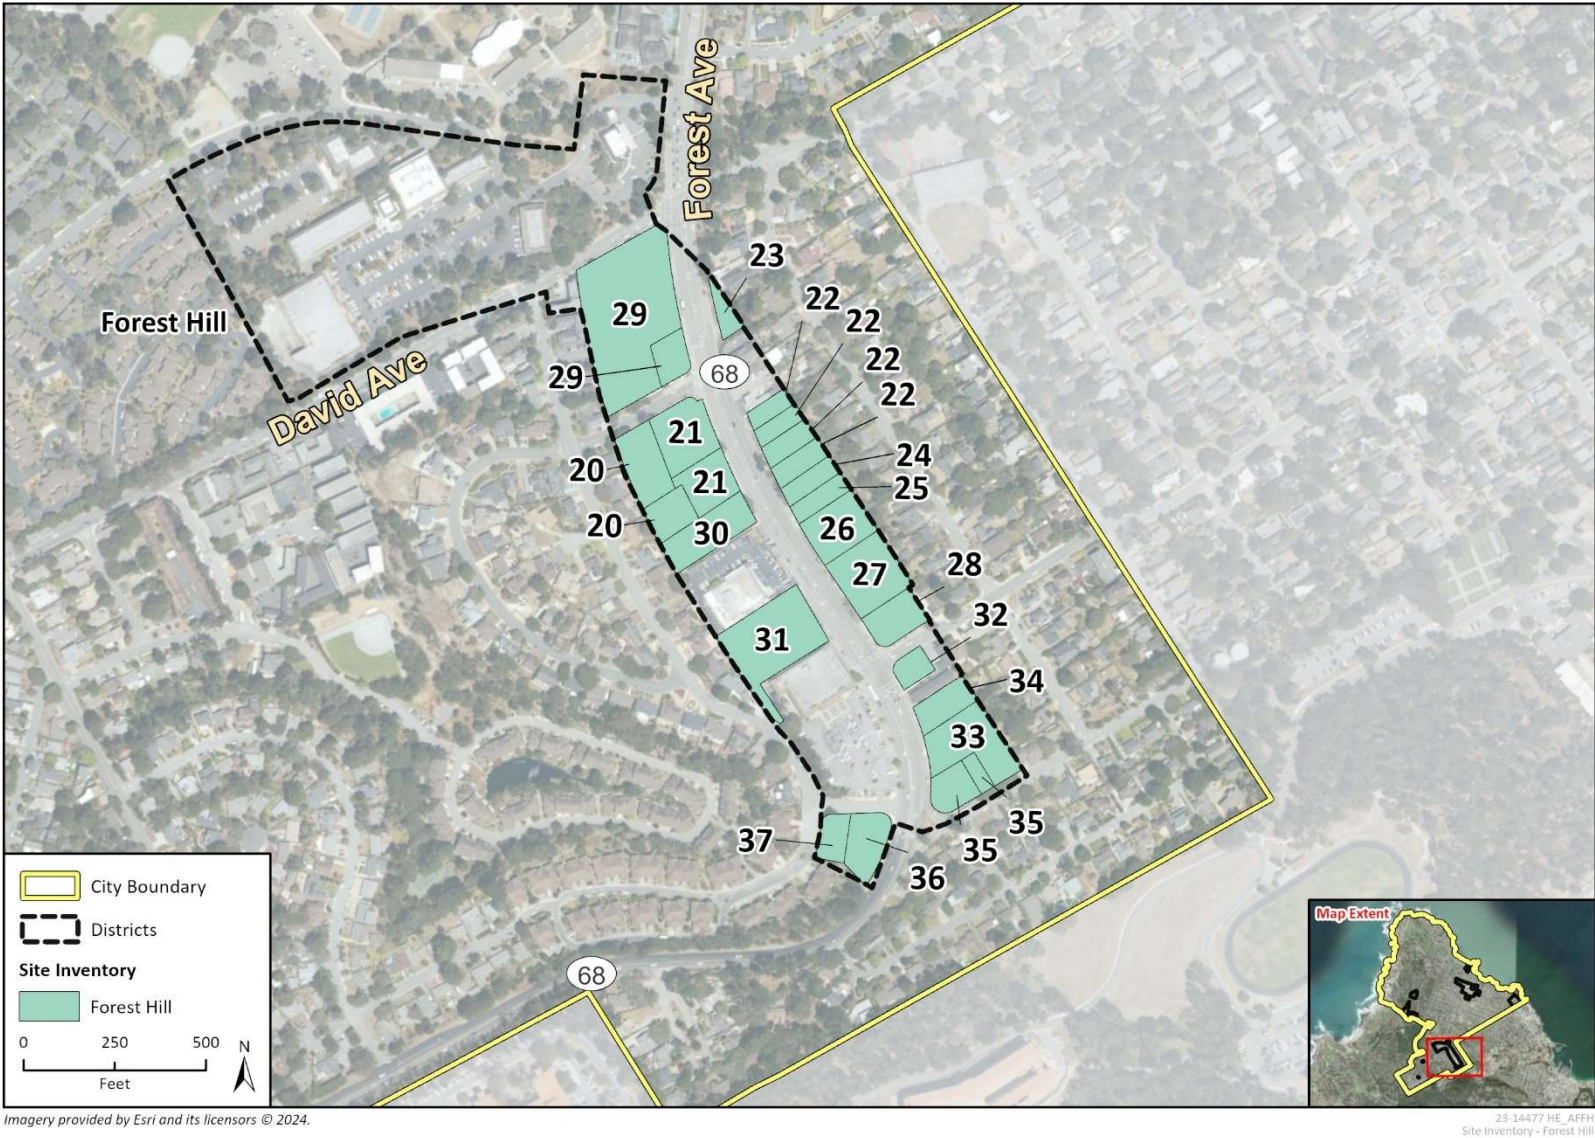 Forest Ave
23
22
22
22
22
29
29
68
Forest Hill
David Ave
21
20
21
20
30
24
25
26
27
28
31
32
34
33
35
35
37
36
68
City Boundary
Districts
Site Inventory
Forest Hill
0 250 500
Feet
N
Map Extent
Imagery provided by Esri and its licensors © 2024.
23-14477 HE_AFFH
Site Inventory - Forest Hill